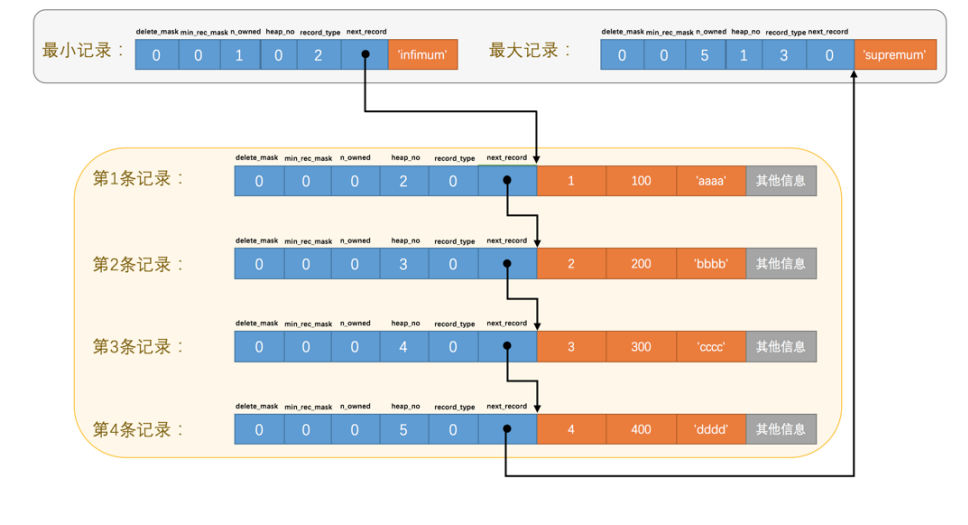 delete_mask min_rec_mask n_owned heap_no record_type next_record
最小记录： 0 0 1 0 2 'infimum'
delete_mask min_rec_mask n_owned heap_no record_type next_record
最大记录： 0 0 5 1 3 0 'supremum'
delete_mask min_rec_mask n_owned heap_no record_type next_record
第1条记录： 0 0 0 2 0 1 100 'aaaa' 其他信息
delete_mask min_rec_mask n_owned heap_no record_type next_record
第2条记录： 0 0 0 3 0 2 200 'bbbb' 其他信息
delete_mask min_rec_mask n_owned heap_no record_type next_record
第3条记录： 0 0 0 4 0 3 300 'cccc' 其他信息
delete_mask min_rec_mask n_owned heap_no record_type next_record
第4条记录： 0 0 0 5 0 4 400 'dddd' 其他信息